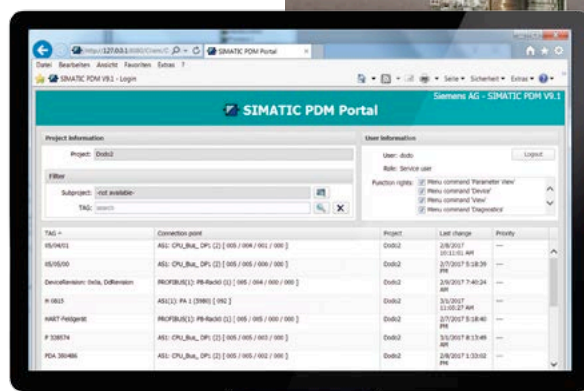 http://127.0.0.1:8080/Client/C
SIMATIC PDM Portal
Datei Bearbeiten Ansicht Favoriten Extras ?
SIMATIC PDM V9.1 - Login
Seite Sicherheit Extras
Siemens AG - SIMATIC PDM V9.1
SIMATIC PDM Portal
Project Information
User information
Project: Dodo2
User: dodo
Logout
Role: Service user
Filter
Function rights: Menu command 'Parameter View'
Menu command 'Device'
Subproject: -not available-
Menu command 'View'
TAG: search
Menu command 'Diagnostics'
TAG Connection point Project Last change Priority
05/04/01 AS1: CPU_Bus_ DP1 (2) [ 005 / 004 / 001 / 000 ] Dodo2 2/8/2017 10:11:01 AM ---
05/05/00 AS1: CPU_Bus_ DP1 (2) [ 005 / 005 / 006 / 000 ] Dodo2 2/7/2017 5:18:39 PM ---
DeviceRevision: 0x0a, DdRevision PROFIBUS(1): PB-Rack0 (1) [ 005 / 004 / 000 / 000 ] Dodo2 2/9/2017 7:40:24 AM ---
H 0815 AS1(1): PA 1 (3980) [ 092 ] Dodo2 3/1/2017 11:05:27 AM ---
HART-Feldgerät PROFIBUS(1): PB-Rack0 (1) [ 005 / 005 / 000 / 000 ] Dodo2 2/7/2017 5:18:40 PM ---
P 338574 AS1: CPU_Bus_ DP1 (2) [ 005 / 005 / 003 / 000 ] Dodo2 3/1/2017 8:13:49 AM ---
PDA 380486 AS1: CPU_Bus_ DP1 (2) [ 005 / 005 / 002 / 000 ] Dodo2 2/8/2017 1:33:02 PM ---